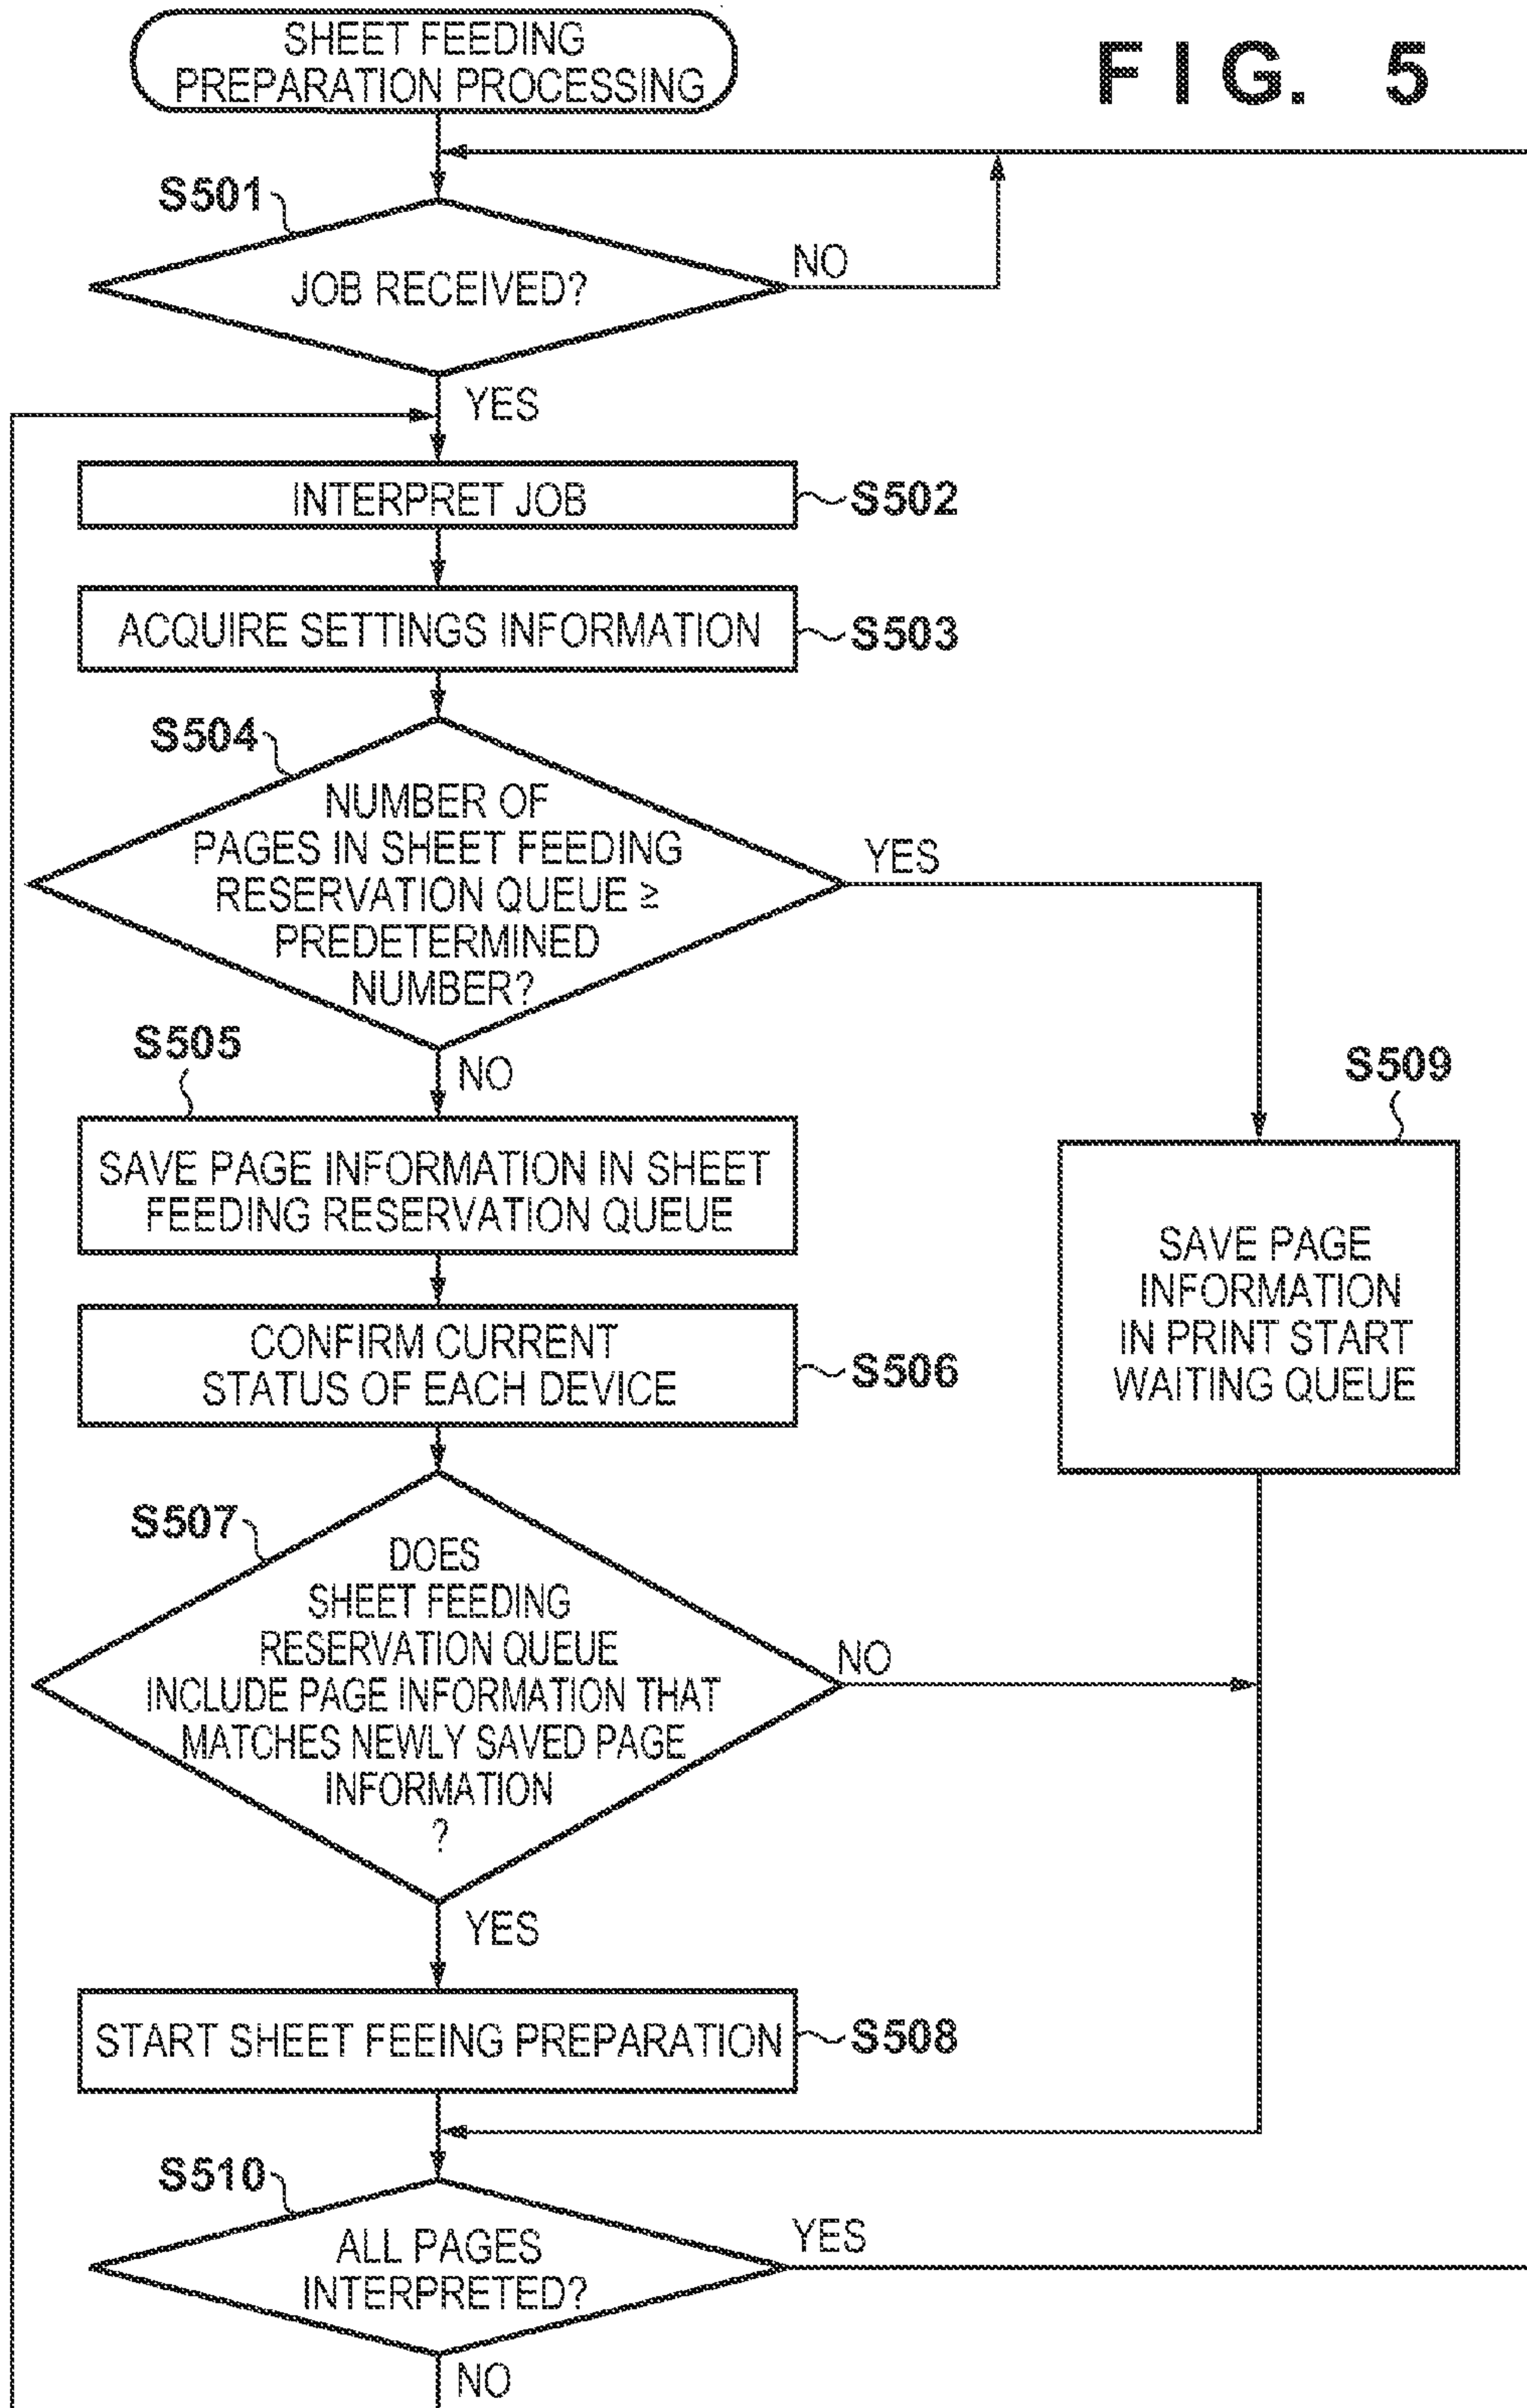 SHEET FEEDING
PREPARATION PROCESSING
FIG. 5
S501
JOB RECEIVED?
NO
YES
INTERPRET JOB
S502
ACQUIRE SETTINGS INFORMATION
S503
S504
NUMBER OF
PAGES IN SHEET FEEDING
RESERVATION QUEUE ≥
PREDETERMINED
NUMBER?
YES
NO
S505
SAVE PAGE INFORMATION IN SHEET
FEEDING RESERVATION QUEUE
S509
SAVE PAGE
INFORMATION
IN PRINT START
WAITING QUEUE
CONFIRM CURRENT
STATUS OF EACH DEVICE
S506
S507
DOES
SHEET FEEDING
RESERVATION QUEUE
INCLUDE PAGE INFORMATION THAT
MATCHES NEWLY SAVED PAGE
INFORMATION
?
NO
YES
START SHEET FEEING PREPARATION
S508
S510
ALL PAGES
INTERPRETED?
YES
NO